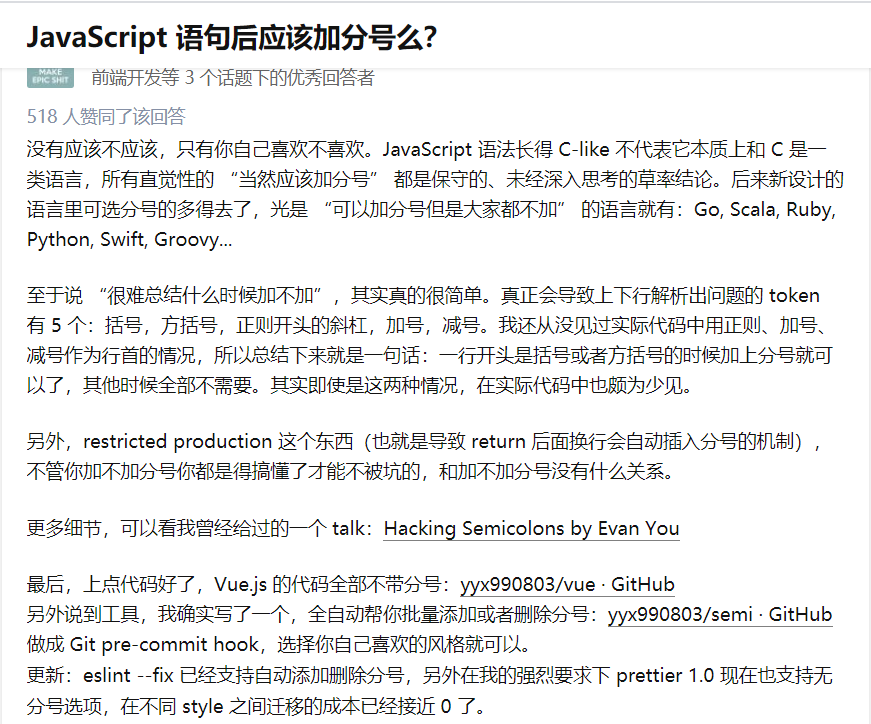 JavaScript 语句后应该加分号么？
MAKE
EPIC SHIT
前端开发等 3 个话题下的优秀回答者
518 人赞同了该回答
没有应该不应该，只有你自己喜欢不喜欢。JavaScript 语法长得 C-like 不代表它本质上和 C 是一
类语言，所有直觉性的 “当然应该加分号” 都是保守的、未经深入思考的草率结论。后来新设计的
语言里可选分号的多得去了，光是 “可以加分号但是大家都不加” 的语言就有：Go, Scala, Ruby,
Python, Swift, Groovy...
至于说 “很难总结什么时候加不加”，其实真的很简单。真正会导致上下行解析出问题的 token
有 5 个：括号，方括号，正则开头的斜杠，加号，减号。我还从没见过实际代码中用正则、加号、
减号作为行首的情况，所以总结下来就是一句话：一行开头是括号或者方括号的时候加上分号就可
以了，其他时候全部不需要。其实即使是这两种情况，在实际代码中也颇为少见。
另外，restricted production 这个东西（也就是导致 return 后面换行会自动插入分号的机制），
不管你加不加分号你都是得搞懂了才能不被坑的，和加不加分号没有什么关系。
更多细节，可以看我曾经给过的一个 talk：Hacking Semicolons by Evan You
最后，上点代码好了，Vue.js 的代码全部不带分号：yyx990803/vue · GitHub
另外说到工具，我确实写了一个，全自动帮你批量添加或者删除分号：yyx990803/semi · GitHub
做成 Git pre-commit hook，选择你自己喜欢的风格就可以。
更新：eslint --fix 已经支持自动添加删除分号，另外在我的强烈要求下 prettier 1.0 现在也支持无
分号选项，在不同 style 之间迁移的成本已经接近 0 了。